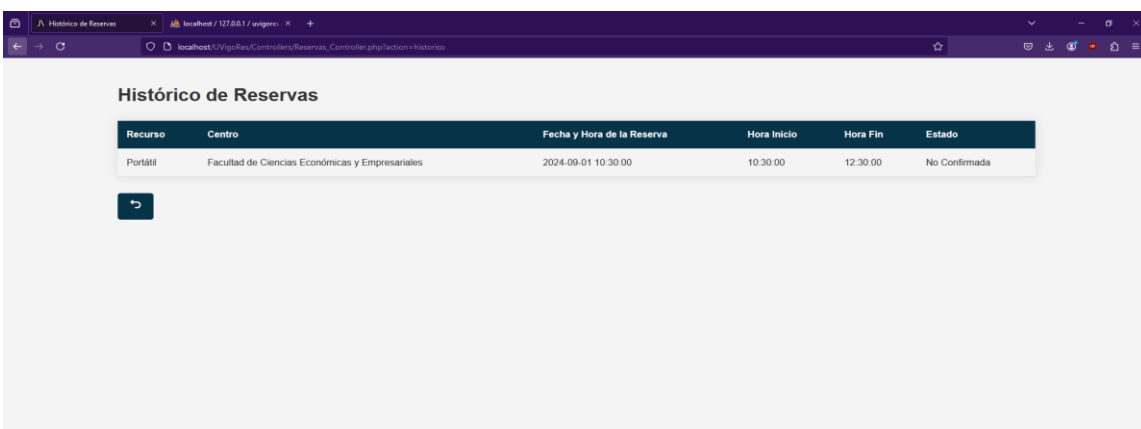 Histórico de Reservas
localhost / 127.0.0.1 / uvigores
localhost/UVigoRes/Controllers/Reservas_Controller.php?action=historico
Histórico de Reservas
Recurso Centro Fecha y Hora de la Reserva Hora Inicio Hora Fin Estado
Portátil Facultad de Ciencias Económicas y Empresariales 2024-09-01 10:30:00 10:30:00 12:30:00 No Confirmada